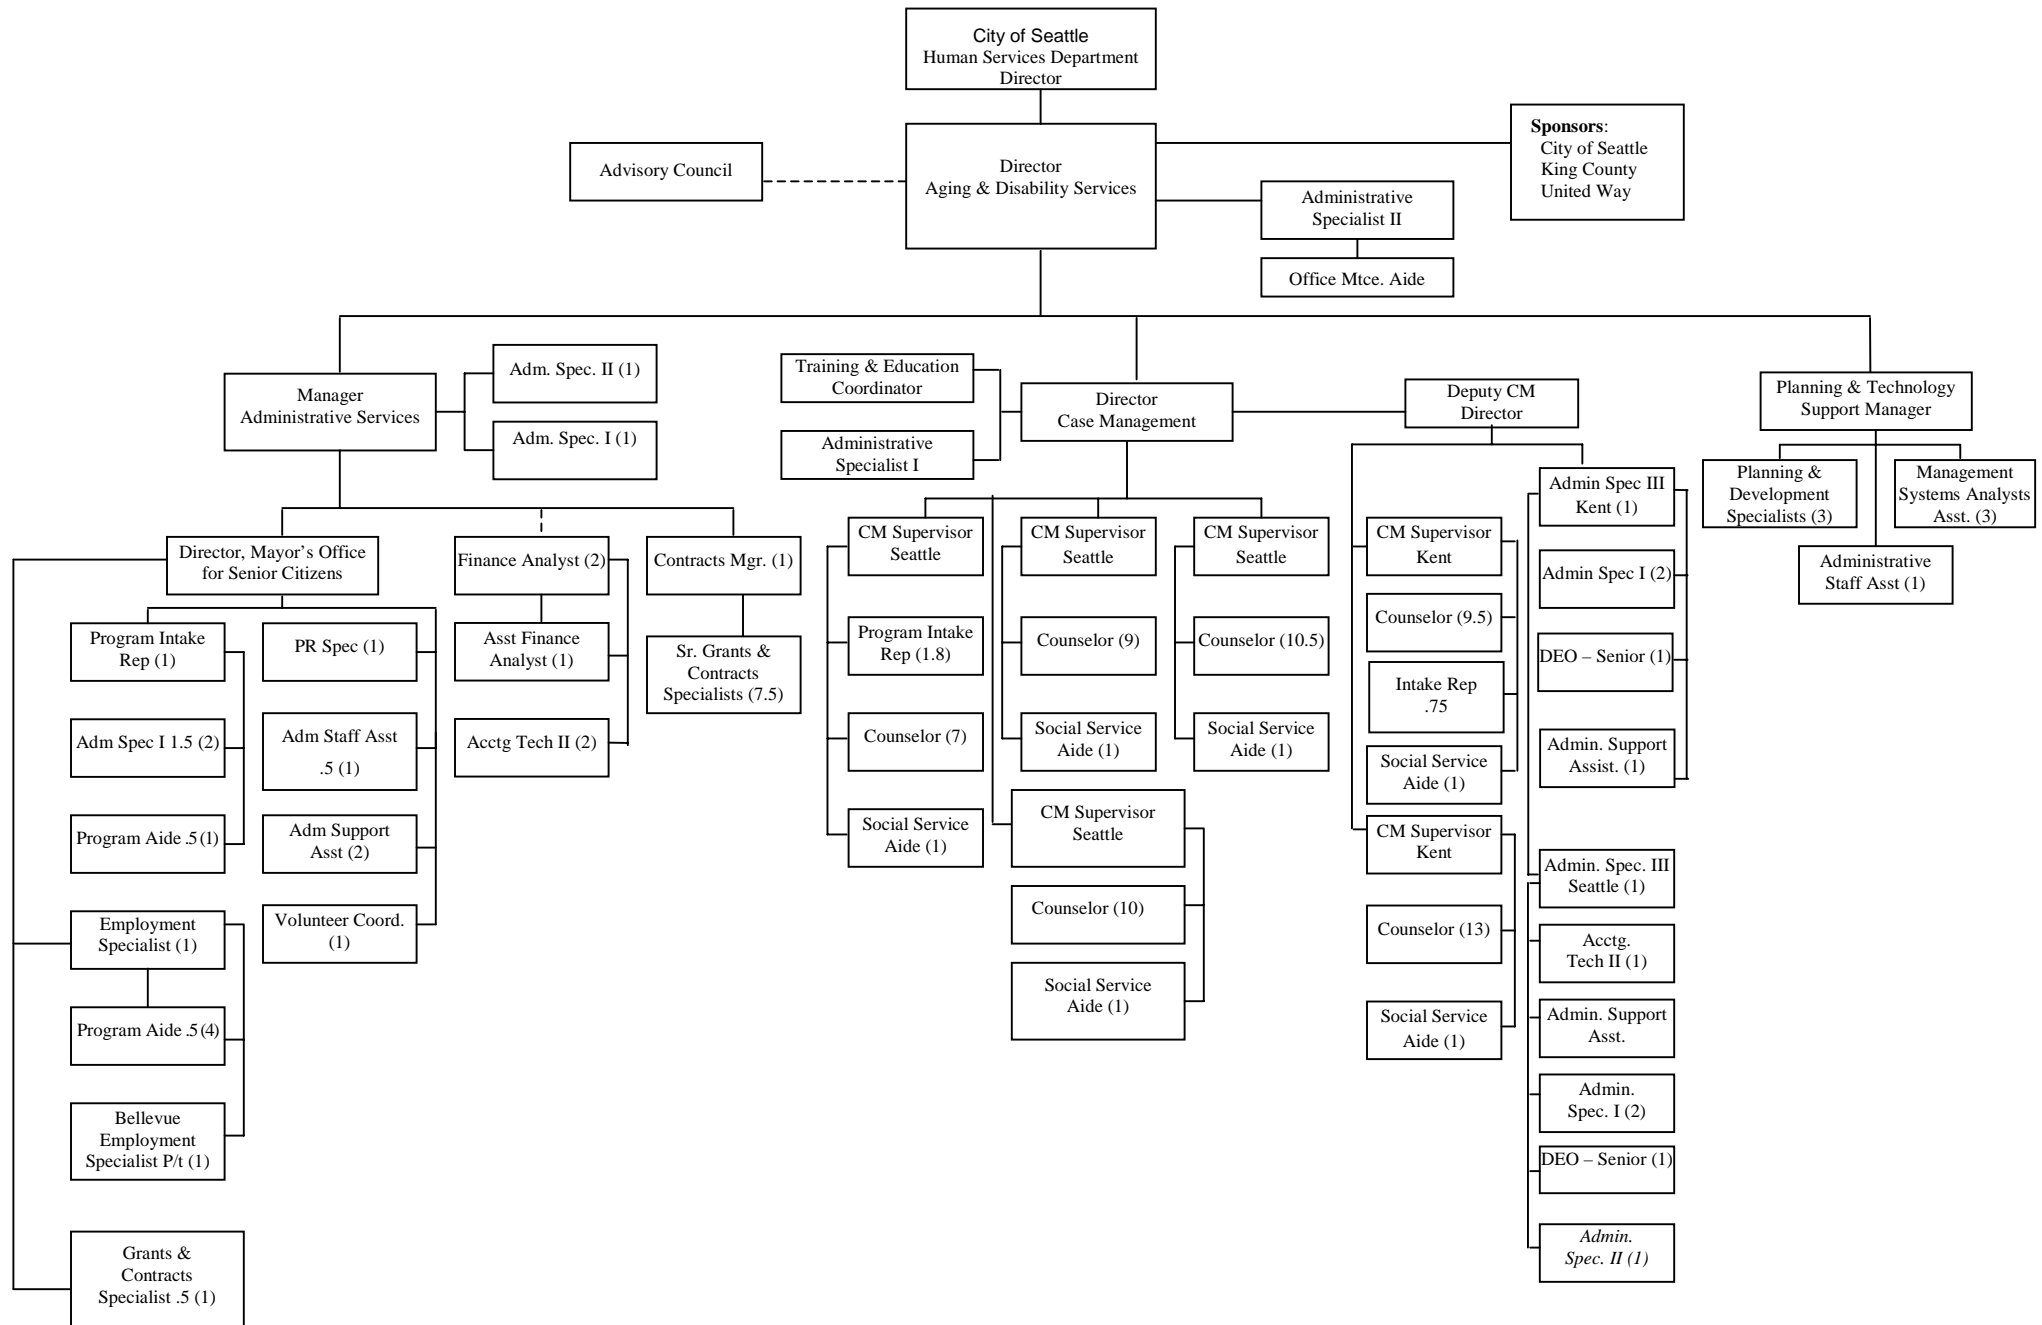 City of Seattle
Human Services Department
Director
Sponsors:
City of Seattle
King County
United Way
Advisory Council
Director
Aging & Disability Services
Administrative
Specialist II
Office Mtce. Aide
Manager
Administrative Services
Adm. Spec. II (1)
Adm. Spec. I (1)
Training & Education
Coordinator
Administrative
Specialist I
Director
Case Management
Deputy CM
Director
Planning & Technology
Support Manager
Planning &
Development
Specialists (3)
Management
Systems Analysts
Asst. (3)
Administrative
Staff Asst (1)
Director, Mayor’s Office
for Senior Citizens
Finance Analyst (2)
Contracts Mgr. (1)
Program Intake
Rep (1)
Adm Spec I 1.5 (2)
Program Aide .5(1)
Employment
Specialist (1)
Program Aide .5(4)
Bellevue
Employment
Specialist P/t (1)
Grants &
Contracts
Specialist .5 (1)
PR Spec (1)
Adm Staff Asst
.5 (1)
Adm Support
Asst (2)
Volunteer Coord.
(1)
Asst Finance
Analyst (1)
Acctg Tech II (2)
Sr. Grants &
Contracts
Specialists (7.5)
CM Supervisor
Seattle
Program Intake
Rep (1.8)
Counselor (7)
Social Service
Aide (1)
CM Supervisor
Seattle
Counselor (9)
Social Service
Aide (1)
CM Supervisor
Seattle
Counselor (10.5)
Social Service
Aide (1)
CM Supervisor
Seattle
Counselor (10)
Social Service
Aide (1)
CM Supervisor
Kent
Counselor (9.5)
Intake Rep
.75
Social Service
Aide (1)
CM Supervisor
Kent
Counselor (13)
Social Service
Aide (1)
Admin Spec III
Kent (1)
Admin Spec I (2)
DEO – Senior (1)
Admin. Support
Assist. (1)
Admin. Spec. III
Seattle (1)
Acctg.
Tech II (1)
Admin. Support
Asst.
Admin.
Spec. I (2)
DEO – Senior (1)
Admin.
Spec. II (1)